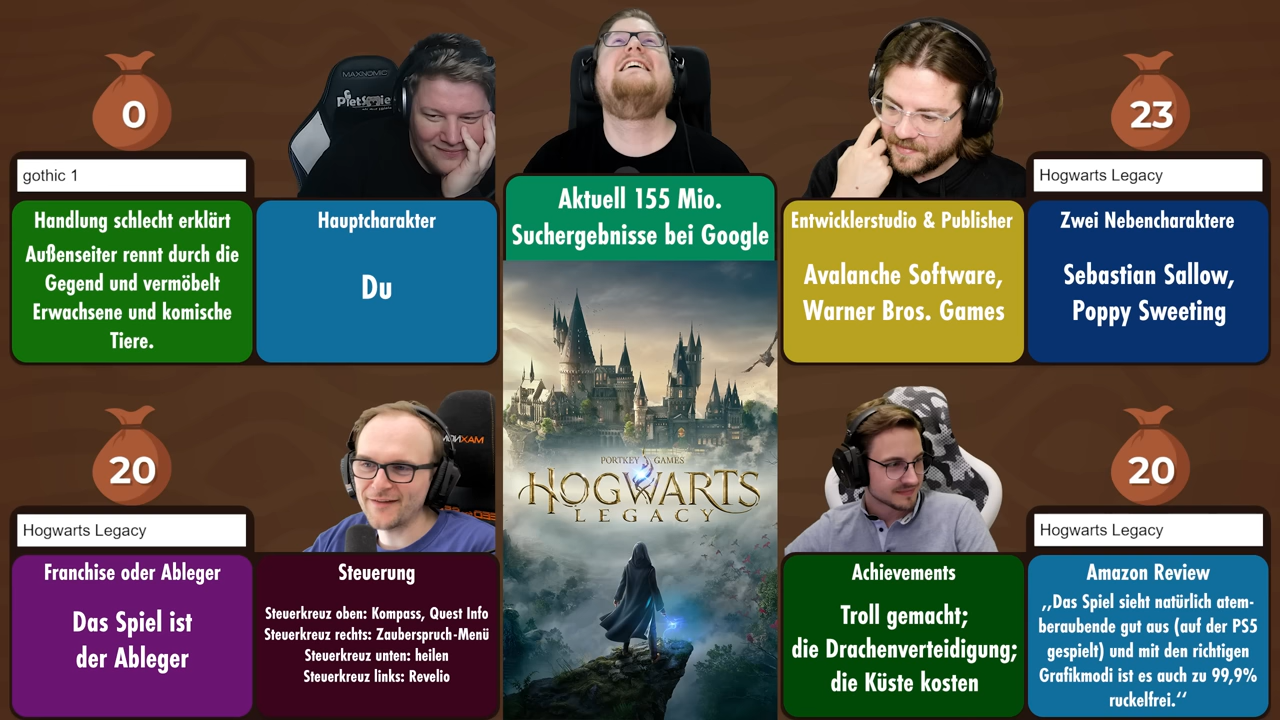 0
MAXNOMIC
PietSmiet
gothic 1
Handlung schlecht erklärt
Außenseiter rennt durch die
Gegend und vermöbelt
Erwachsene und komische
Tiere.
Hauptcharakter
Du
Aktuell 155 Mio.
Suchergebnisse bei Google
23
Hogwarts Legacy
Entwicklerstudio & Publisher
Avalanche Software,
Warner Bros. Games
Zwei Nebencharaktere
Sebastian Sallow,
Poppy Sweeting
PORTKEY GAMES
HOGWARTS
LEGACY
20
Hogwarts Legacy
Franchise oder Ableger
Das Spiel ist
der Ableger
Steuerung
Steuerkreuz oben: Kompass, Quest Info
Steuerkreuz rechts: Zauberspruch-Menü
Steuerkreuz unten: heilen
Steuerkreuz links: Revelio
20
Hogwarts Legacy
Achievements
Troll gemacht;
die Drachenverteidigung;
die Küste kosten
Amazon Review
,,Das Spiel sieht natürlich atem-
beraubende gut aus (auf der PS5
gespielt) und mit den richtigen
Grafikmodi ist es auch zu 99,9%
ruckelfrei.‘‘